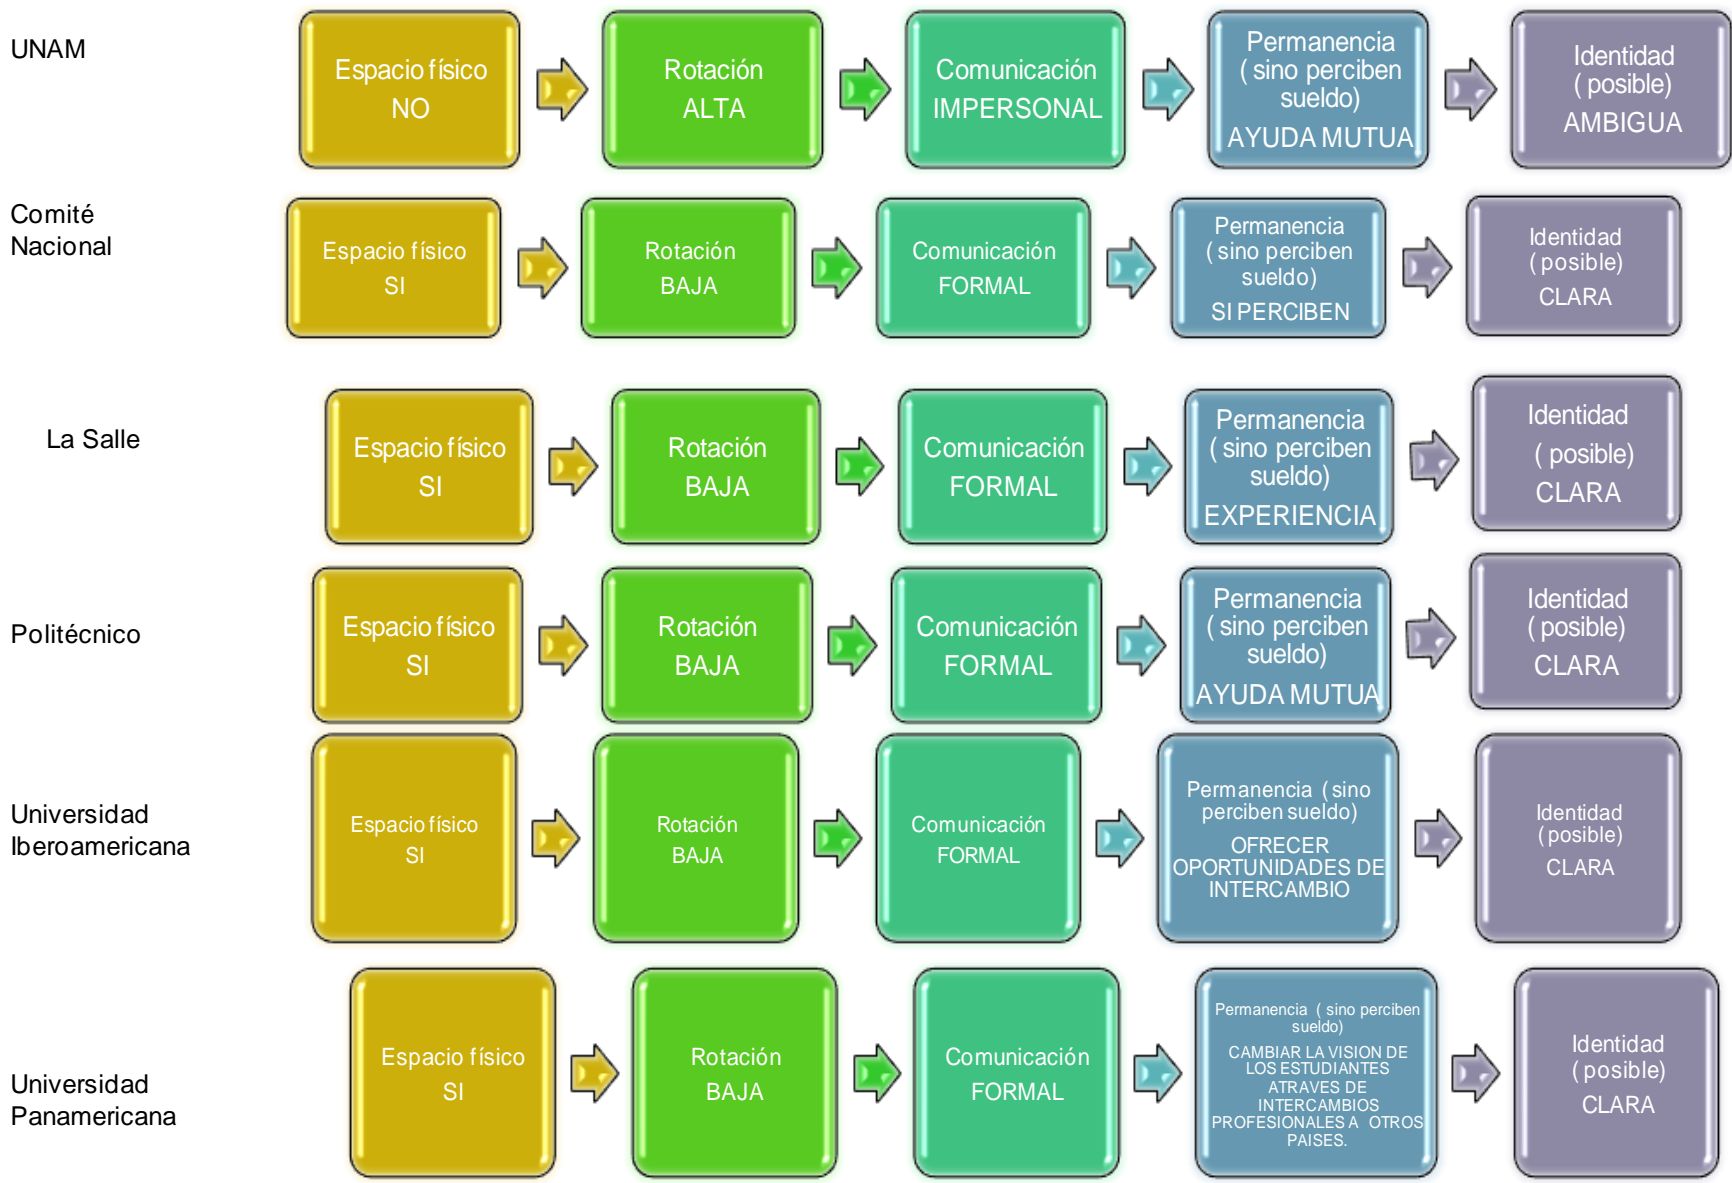 UNAM
Espacio físico
NO
Rotación
ALTA
Comunicación
IMPERSONAL
Permanencia
( sino perciben
sueldo)
AYUDA MUTUA
Identidad
( posible)
AMBIGUA
Comité
Nacional
Espacio físico
SI
Rotación
BAJA
Comunicación
FORMAL
Permanencia
( sino perciben
sueldo)
SI PERCIBEN
Identidad
( posible)
CLARA
La Salle
Espacio físico
SI
Rotación
BAJA
Comunicación
FORMAL
Permanencia
( sino perciben
sueldo)
EXPERIENCIA
Identidad
( posible)
CLARA
Politécnico
Espacio físico
SI
Rotación
BAJA
Comunicación
FORMAL
Permanencia
( sino perciben
sueldo)
AYUDA MUTUA
Identidad
( posible)
CLARA
Universidad
Iberoamericana
Espacio físico
SI
Rotación
BAJA
Comunicación
FORMAL
Permanencia ( sino
perciben sueldo)
OFRECER
OPORTUNIDADES DE
INTERCAMBIO
Identidad
( posible)
CLARA
Universidad
Panamericana
Espacio físico
SI
Rotación
BAJA
Comunicación
FORMAL
Permanencia ( sino perciben
sueldo)
CAMBIAR LA VISION DE
LOS ESTUDIANTES
ATRAVES DE
INTERCAMBIOS
PROFESIONALES A OTROS
PAISES.
Identidad
( posible)
CLARA